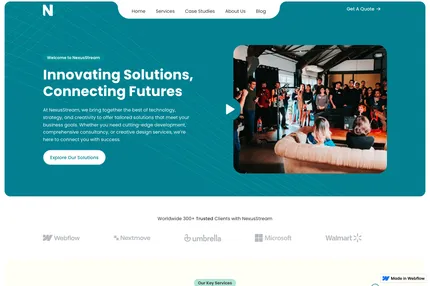 N
Home Services Case Studies About Us Blog
Get A Quote →
Welcome to NexusStream
Innovating Solutions,
Connecting Futures
At NexusStream, we bring together the best of technology,
strategy, and creativity to offer tailored solutions that meet your
business goals. Whether you need cutting-edge development,
comprehensive consultancy, or creative design services, we're
here to connect you with success.
Explore Our Solutions
Worldwide 300+ Trusted Clients with NexusStream
Webflow Nextmove umbrella Microsoft Walmart
Made in Webflow
Our Key Services